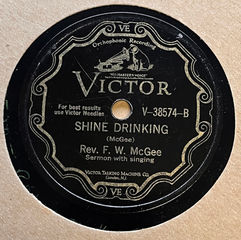 VE
Orthophonic Recording
"HIS MASTER'S VOICE"
VICTOR
For best results
use Victor Needles
V-38574-B
SHINE DRINKING
(McGee)
Rev. F. W. McGee
Sermon with singing
VICTOR TALKING MACHINE CO.
Camden, N.J.
VE